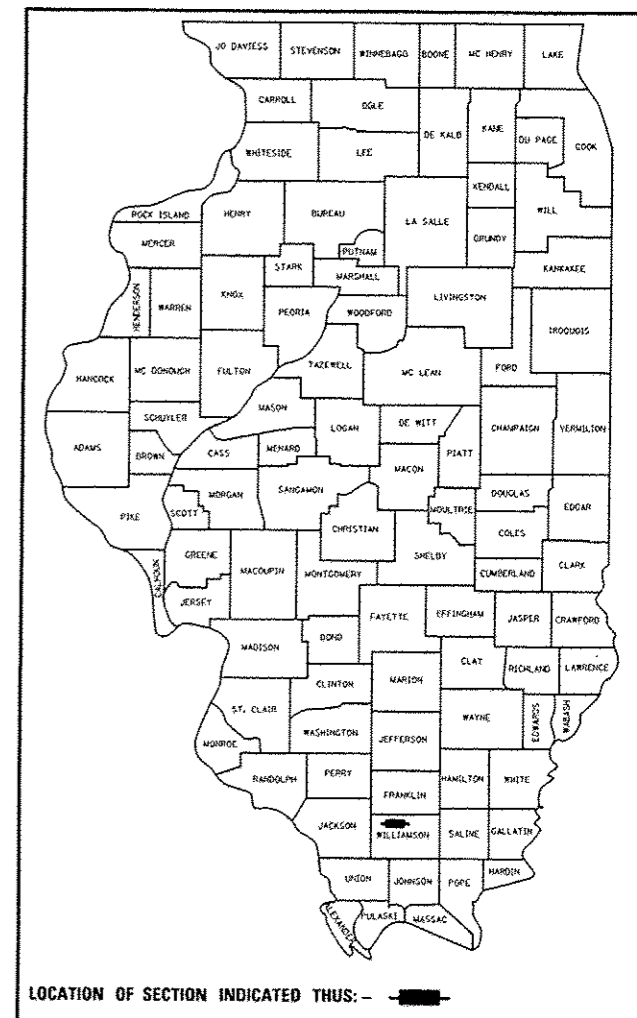 JO DAVIESS STEVENSON WINNEBAGO BOONE MC HENRY LAKE
CARROLL OGLE DE KALB KANE DU PAGE COOK
WHITESIDE LEE
KENDALL WILL
ROCK ISLAND HENRY BUREAU LA SALLE GRUNDY
MERCER PUTNAM KANKAKEE
STARK MARSHALL
HENDERSON WARREN KNOX PEORIA WOODFORD LIVINGSTON IROQUOIS
HANCOCK MC DONOUGH FULTON TAZEWELL MC LEAN FORD
MASON
SCHUYLER LOGAN DE WITT CHAMPAIGN VERMILION
ADAMS BROWN CASS MENARD MACON PIATT
PIKE SCOTT MORGAN SANGAMON MOULTRIE DOUGLAS EDGAR
CHRISTIAN COLES
GREENE MACOUPIN MONTGOMERY SHELBY CUMBERLAND CLARK
CALHOUN JERSEY FAYETTE EFFINGHAM JASPER CRAWFORD
MADISON BOND CLAY RICHLAND LAWRENCE
CLINTON MARION
ST. CLAIR WAYNE EDWARDS WABASH
MONROE WASHINGTON JEFFERSON
RANDOLPH PERRY HAMILTON WHITE
FRANKLIN
JACKSON WILLIAMSON SALINE GALLATIN
UNION JOHNSON POPE HARDIN
ALEXANDER PULASKI MASSAC
LOCATION OF SECTION INDICATED THUS: -